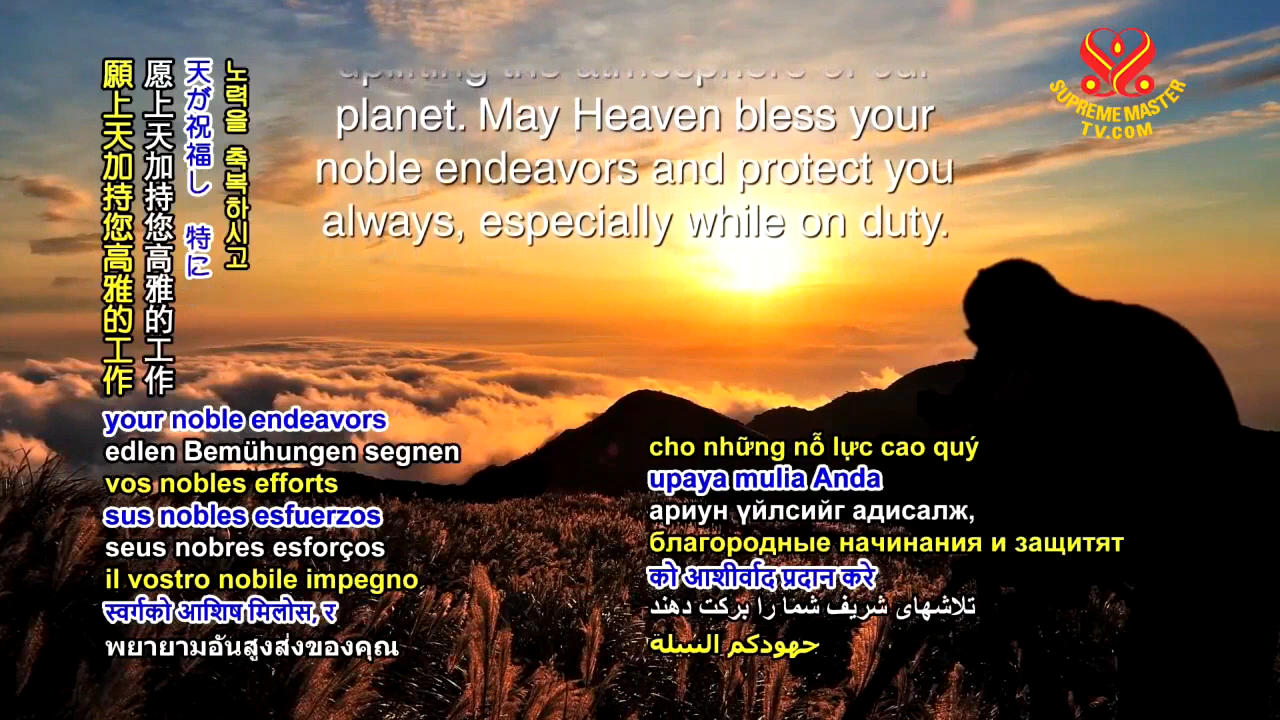 uplifting the atmosphere of our
planet. May Heaven bless your
noble endeavors and protect you
always, especially while on duty.
SUPREME MASTER
TV.COM
노력을 축복하시고
天が祝福し 特に
愿上天加持您高雅的工作
願上天加持您高雅的工作
your noble endeavors
edlen Bemühungen segnen
vos nobles efforts
sus nobles esfuerzos
seus nobres esforços
il vostro nobile impegno
स्वर्गको आशिष मिलोस्, र
พยายามอันสูงส่งของคุณ
cho những nỗ lực cao quý
upaya mulia Anda
ариун үйлсийг адисалж,
благородные начинания и защитят
को आशीर्वाद प्रदान करे
تلاشهای شریف شما را برکت دهند
جهودكم النبيلة